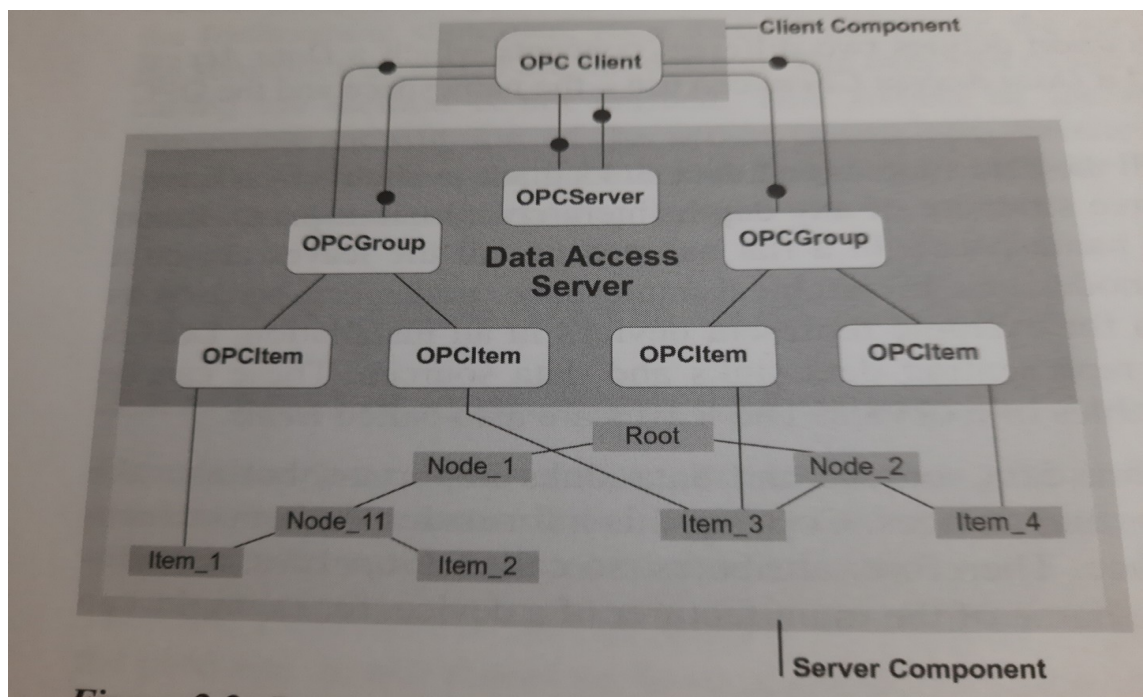 Client Component
OPC Client
OPCServer
OPCGroup
OPCGroup
Data Access
Server
OPCItem
OPCItem
OPCItem
OPCItem
Root
Node_1
Node_2
Node_11
Item_3
Item_4
Item_1
Item_2
Server Component